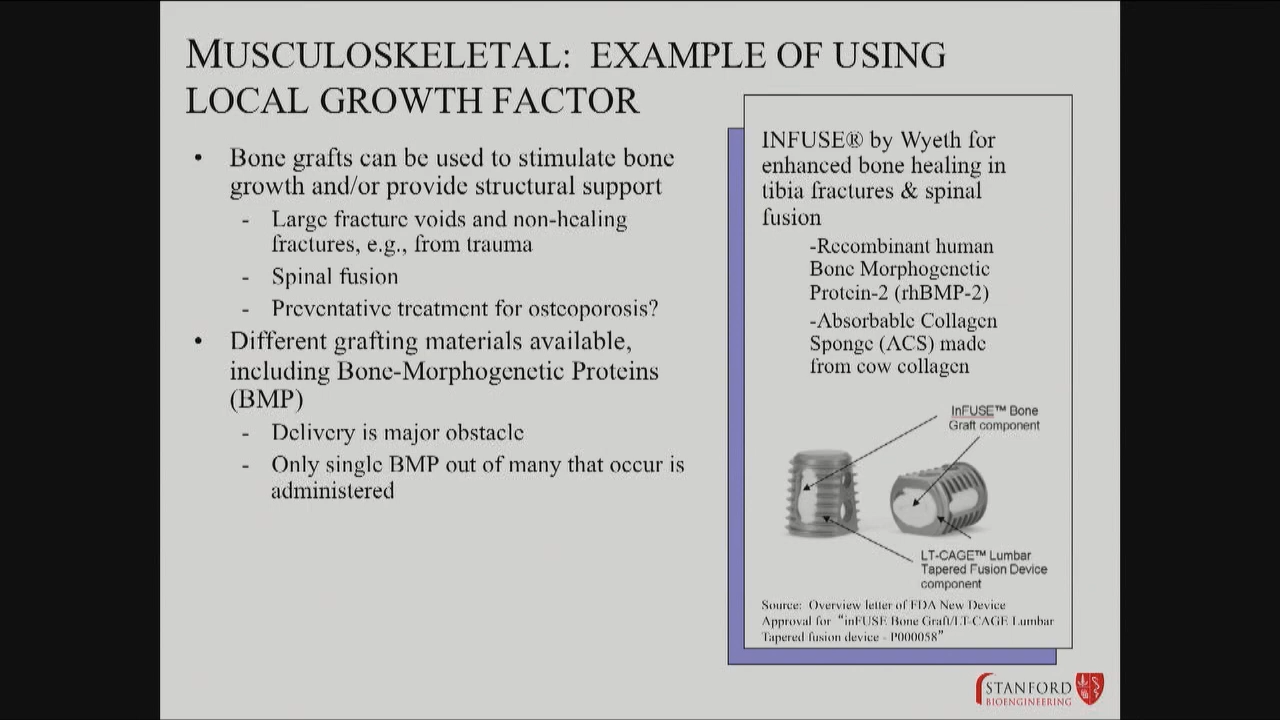 MUSCULOSKELETAL: EXAMPLE OF USING
LOCAL GROWTH FACTOR
• Bone grafts can be used to stimulate bone
growth and/or provide structural support
- Large fracture voids and non-healing
fractures, e.g., from trauma
- Spinal fusion
- Preventative treatment for osteoporosis?
• Different grafting materials available,
including Bone-Morphogenetic Proteins
(BMP)
- Delivery is major obstacle
- Only single BMP out of many that occur is
administered
INFUSE® by Wyeth for
enhanced bone healing in
tibia fractures & spinal
fusion
-Recombinant human
Bone Morphogenetic
Protein-2 (rhBMP-2)
-Absorbable Collagen
Sponge (ACS) made
from cow collagen
InFUSE™ Bone
Graft component
LT-CAGE™ Lumbar
Tapered Fusion Device
component
Source: Overview letter of FDA New Device
Approval for “inFUSE Bone Graft/LT-CAGE Lumbar
Tapered fusion device - P000058”
STANFORD
BIOENGINEERING